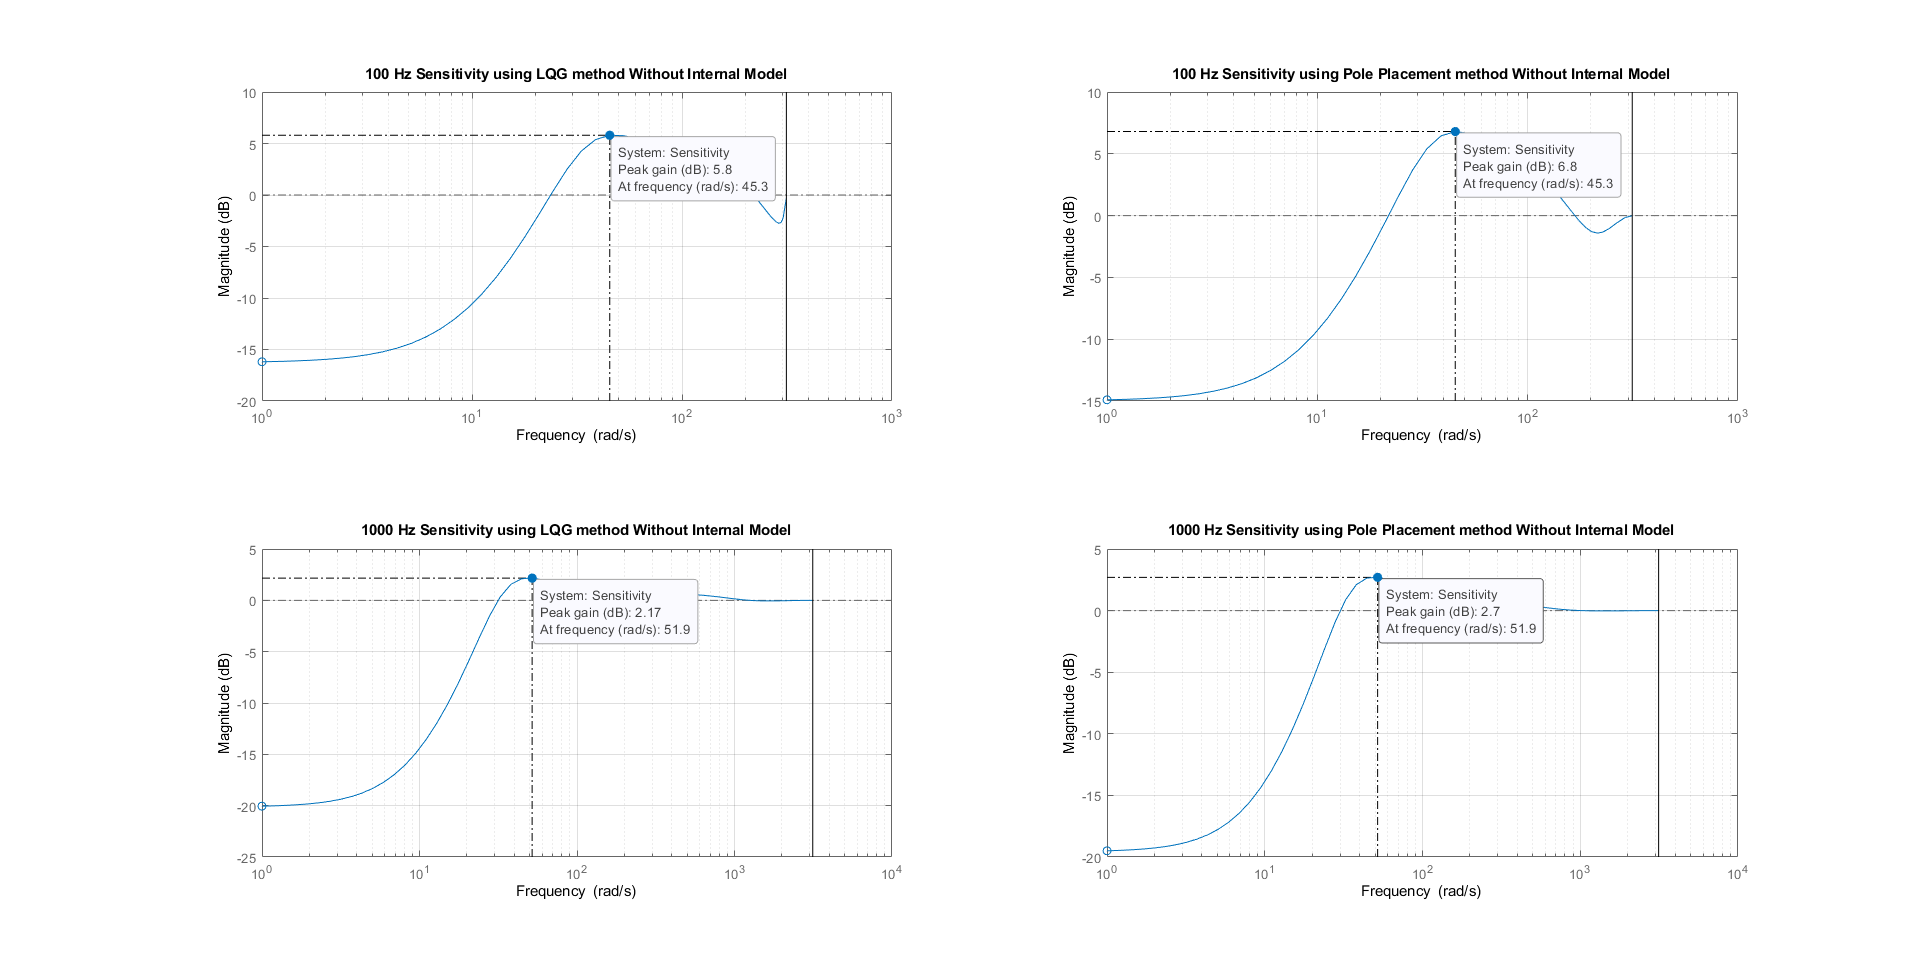 100 Hz Sensitivity using LQG method Without Internal Model
10
5
0
-5
-10
-15
-20
Magnitude (dB)
System: Sensitivity
Peak gain (dB): 5.8
At frequency (rad/s): 45.3
10^0
10^1
10^2
10^3
Frequency (rad/s)
100 Hz Sensitivity using Pole Placement method Without Internal Model
10
5
0
-5
-10
-15
Magnitude (dB)
System: Sensitivity
Peak gain (dB): 6.8
At frequency (rad/s): 45.3
10^0
10^1
10^2
10^3
Frequency (rad/s)
1000 Hz Sensitivity using LQG method Without Internal Model
5
0
-5
-10
-15
-20
-25
Magnitude (dB)
System: Sensitivity
Peak gain (dB): 2.17
At frequency (rad/s): 51.9
10^0
10^1
10^2
10^3
10^4
Frequency (rad/s)
1000 Hz Sensitivity using Pole Placement method Without Internal Model
5
0
-5
-10
-15
-20
Magnitude (dB)
System: Sensitivity
Peak gain (dB): 2.7
At frequency (rad/s): 51.9
10^0
10^1
10^2
10^3
10^4
Frequency (rad/s)